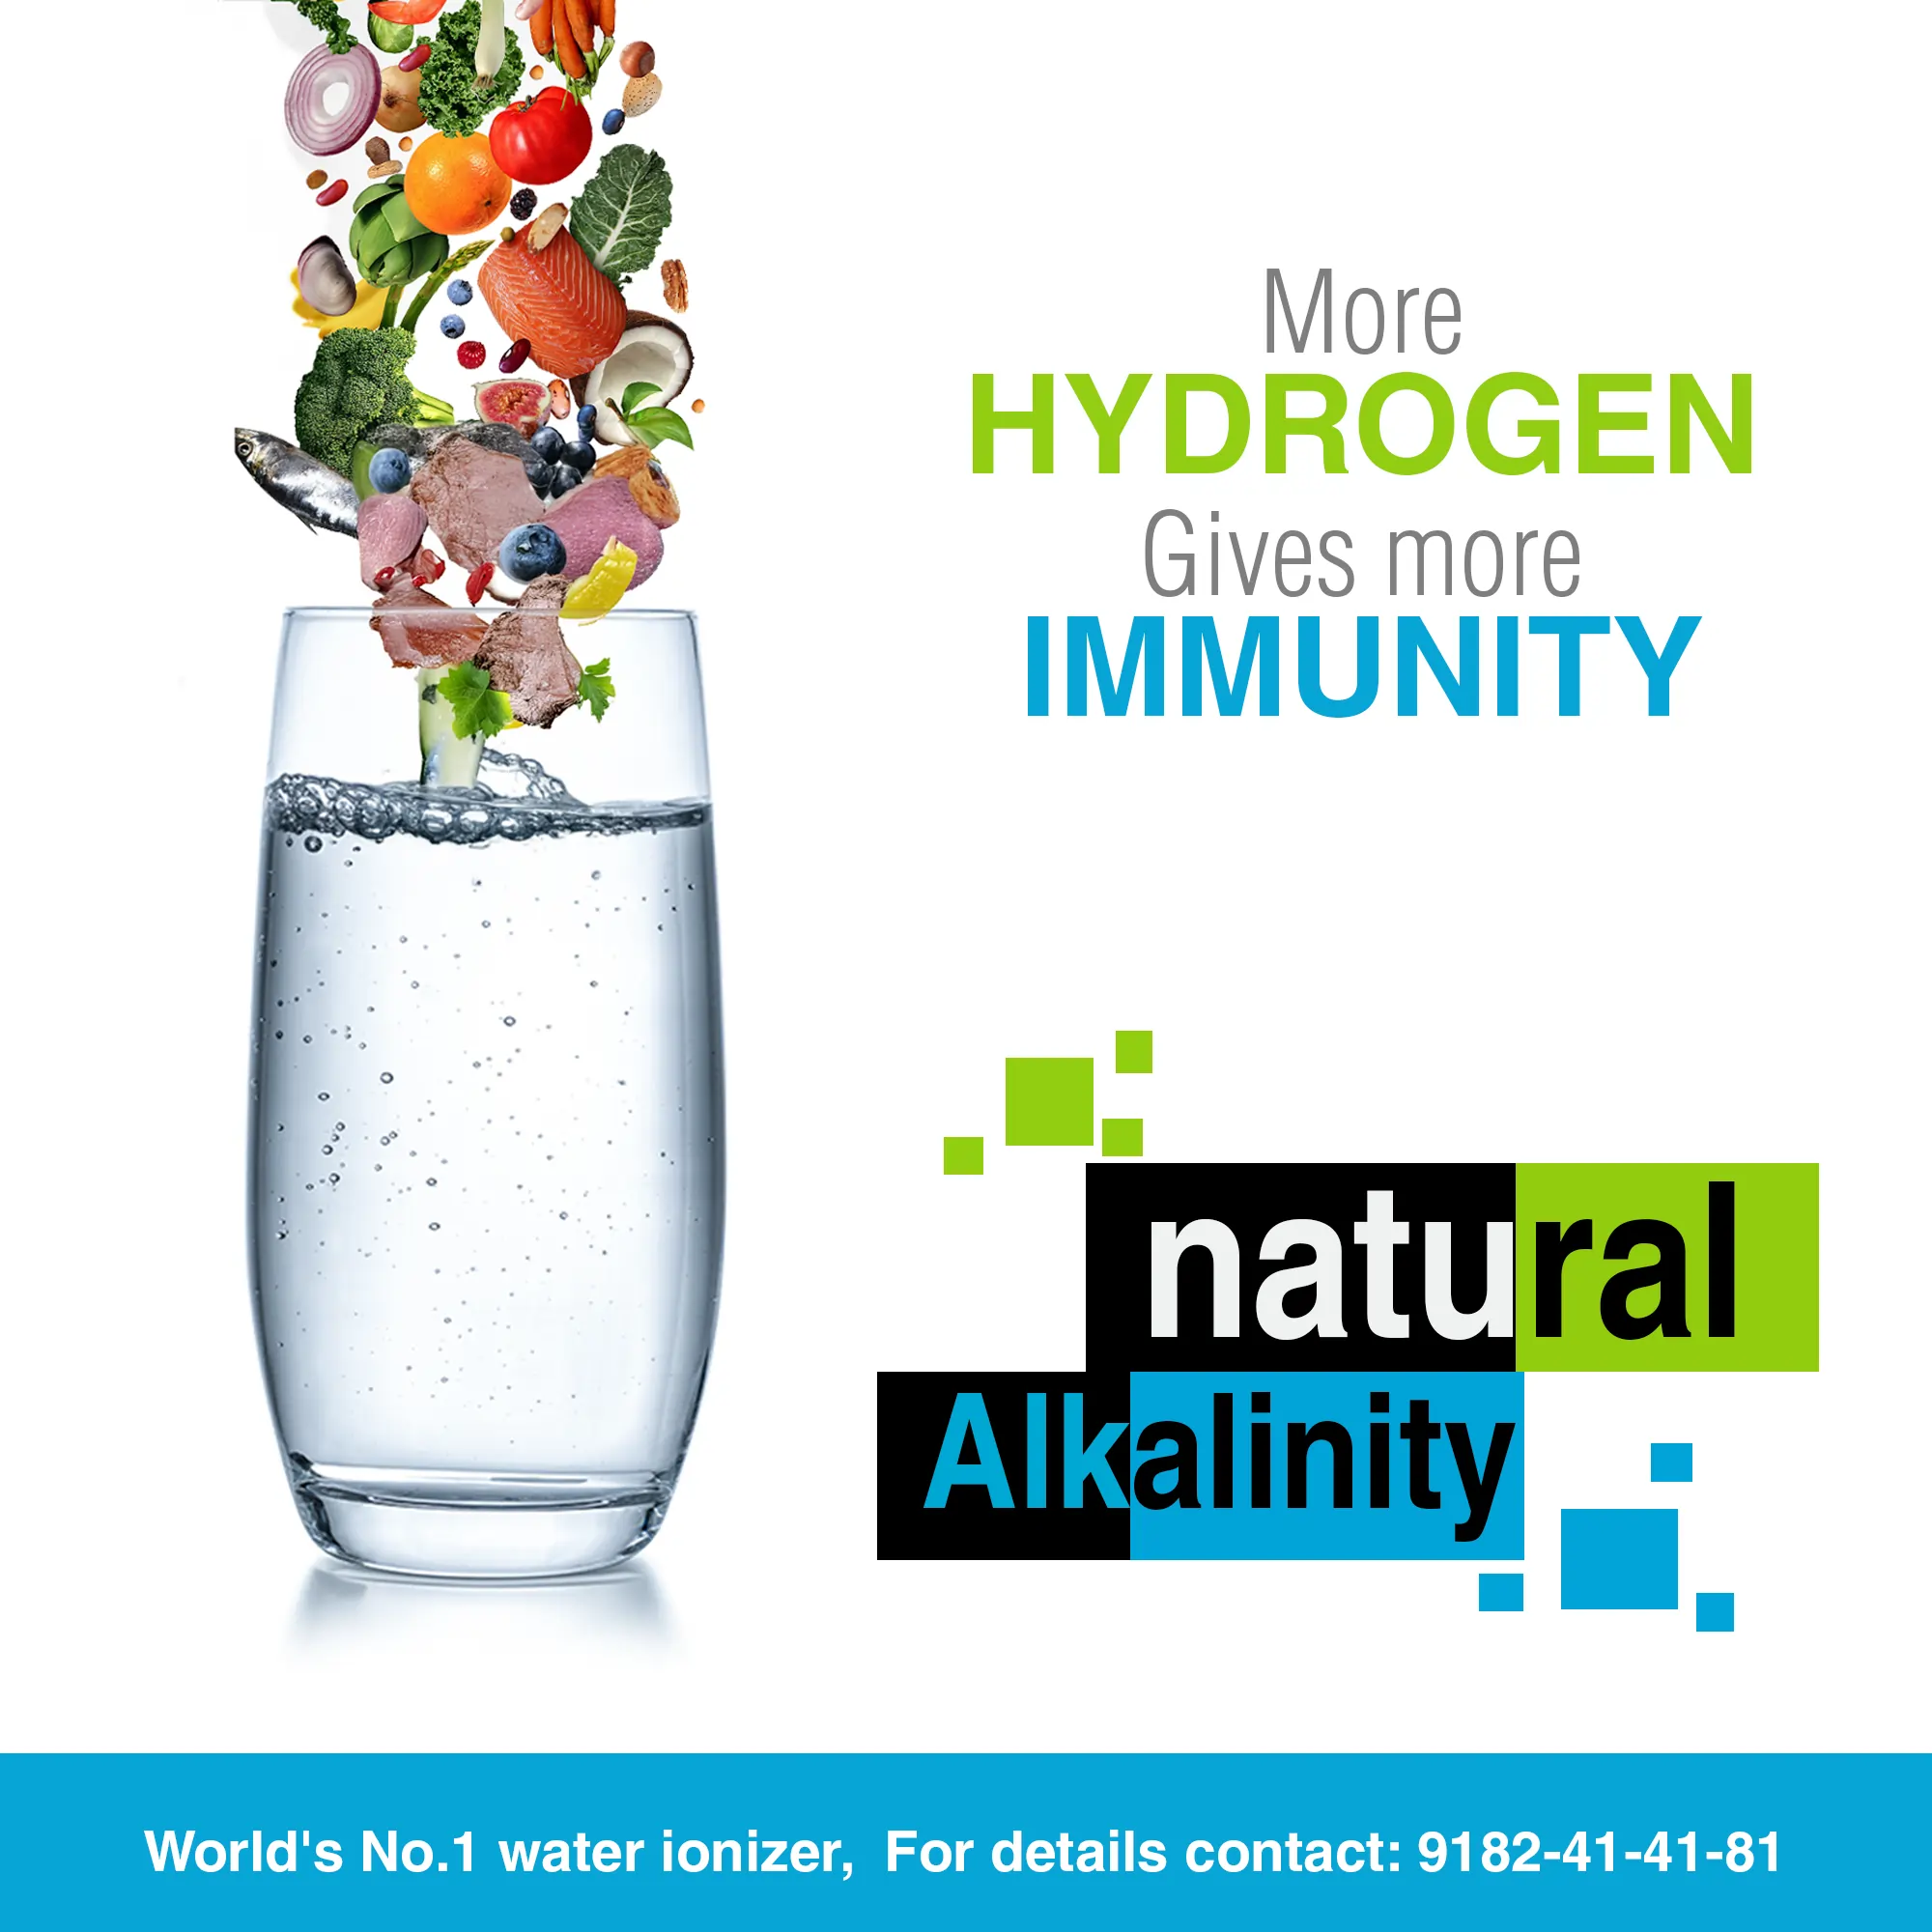 More
HYDROGEN
Gives more
IMMUNITY
natural
Alkalinity
World's No.1 water ionizer, For details contact: 9182-41-41-81